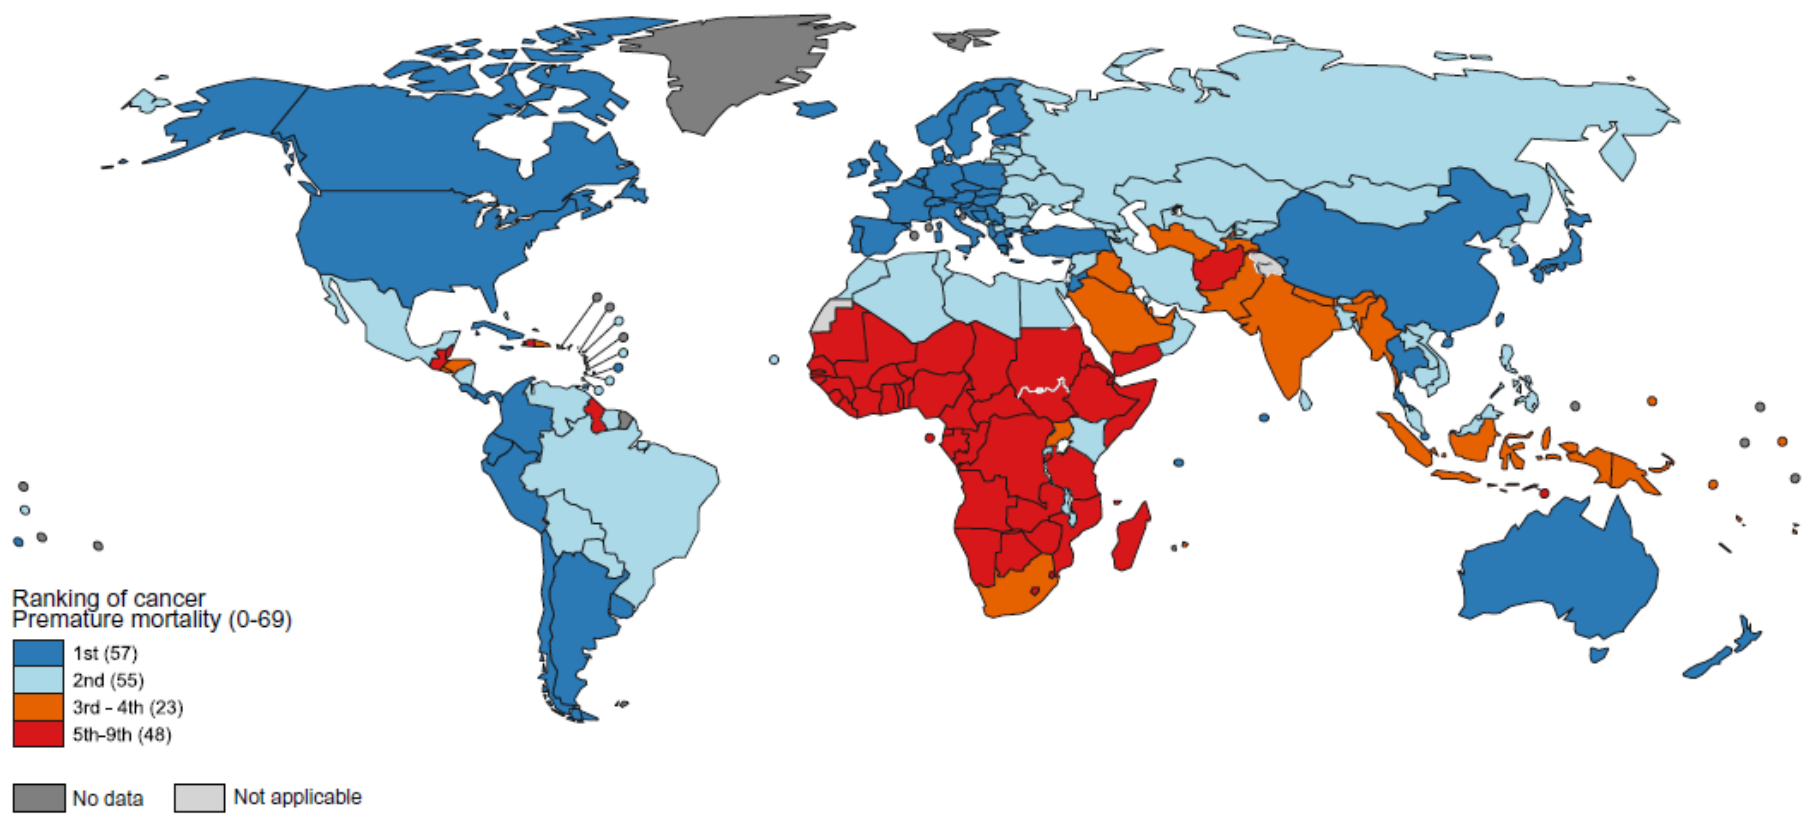 Ranking of cancer
Premature mortality (0-69)
1st (57)
2nd (55)
3rd - 4th (23)
5th-9th (48)
No data
Not applicable